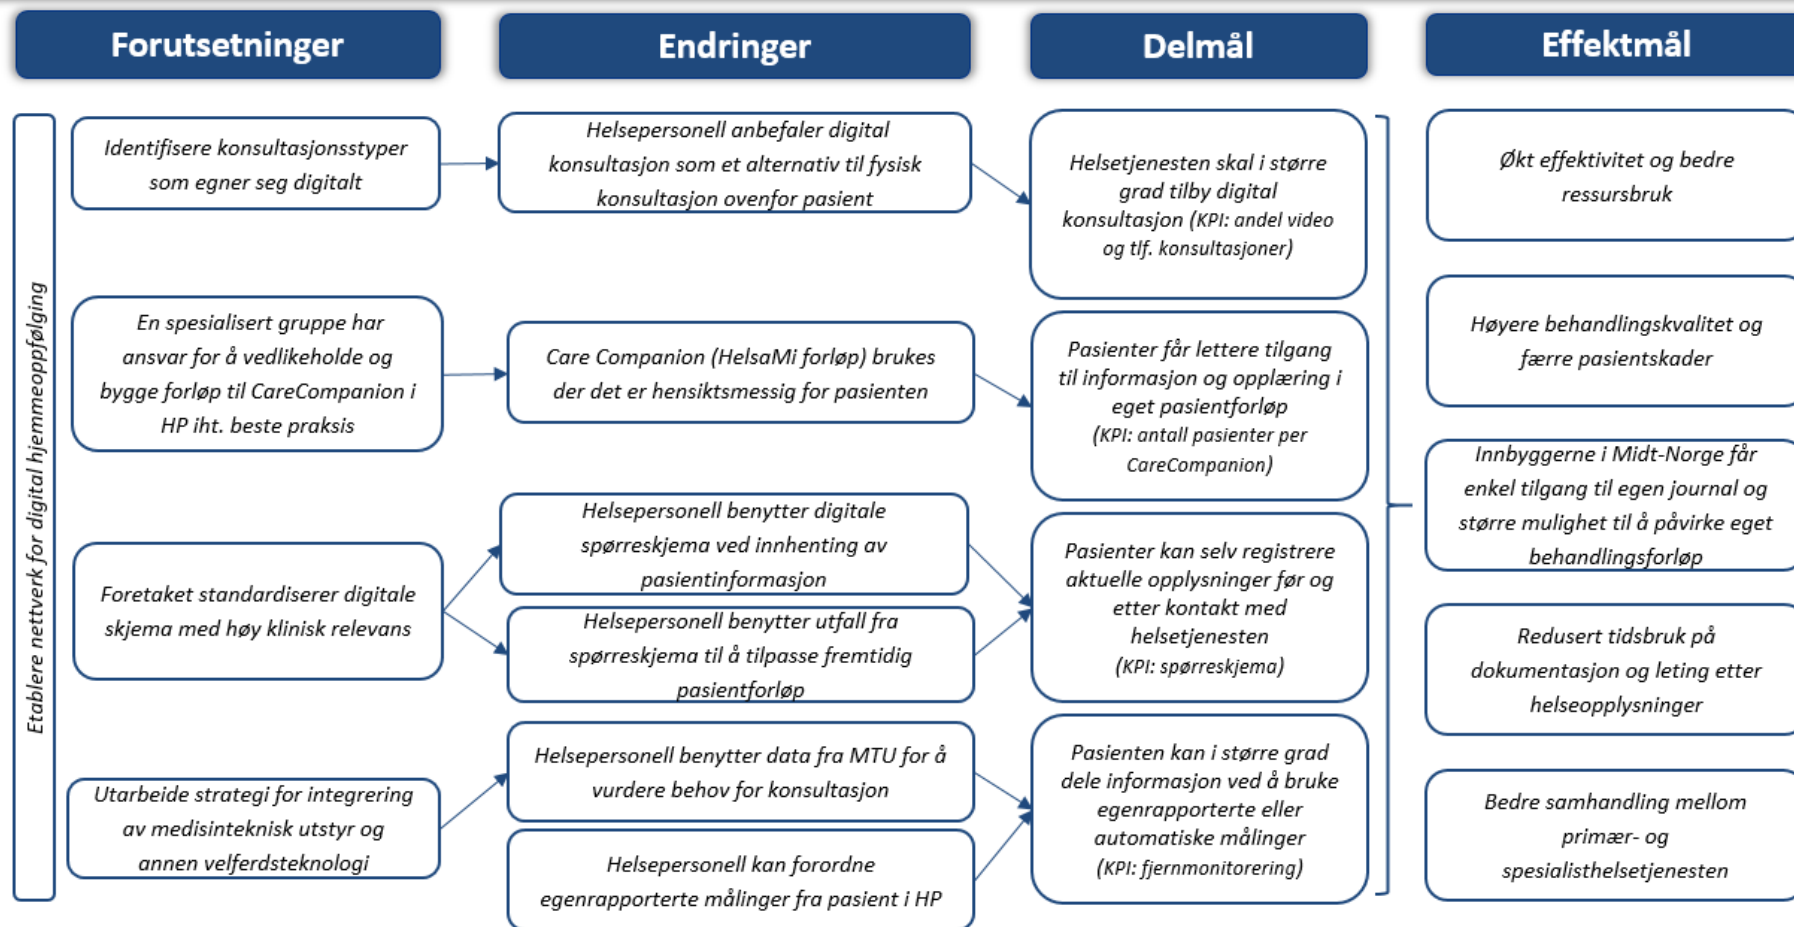 Forutsetninger
Endringer
Delmål
Effektmål
Etablere nettverk for digital hjemmeoppfølging
Identifisere konsultasjonsstyper
som egner seg digitalt
En spesialisert gruppe har
ansvar for å vedlikeholde og
bygge forløp til CareCompanion i
HP iht. beste praksis
Foretaket standardiserer digitale
skjema med høy klinisk relevans
Utarbeide strategi for integrering
av medisinteknisk utstyr og
annen velferdsteknologi
Helsepersonell anbefaler digital
konsultasjon som et alternativ til fysisk
konsultasjon ovenfor pasient
Care Companion (HelsaMi forløp) brukes
der det er hensiktsmessig for pasienten
Helsepersonell benytter digitale
spørreskjema ved innhenting av
pasientinformasjon
Helsepersonell benytter utfall fra
spørreskjema til å tilpasse fremtidig
pasientforløp
Helsepersonell benytter data fra MTU for å
vurdere behov for konsultasjon
Helsepersonell kan forordne
egenrapporterte målinger fra pasient i HP
Helsetjenesten skal i større
grad tilby digital
konsultasjon (KPI: andel video
og tlf. konsultasjoner)
Pasienter får lettere tilgang
til informasjon og opplæring i
eget pasientforløp
(KPI: antall pasienter per
CareCompanion)
Pasienter kan selv registrere
aktuelle opplysninger før og
etter kontakt med
helsetjenesten
(KPI: spørreskjema)
Pasienten kan i større grad
dele informasjon ved å bruke
egenrapporterte eller
automatiske målinger
(KPI: fjernmonitorering)
Økt effektivitet og bedre
ressursbruk
Høyere behandlingskvalitet og
færre pasientskader
Innbyggerne i Midt-Norge får
enkel tilgang til egen journal og
større mulighet til å påvirke eget
behandlingsforløp
Redusert tidsbruk på
dokumentasjon og leting etter
helseopplysninger
Bedre samhandling mellom
primær- og
spesialisthelsetjenesten